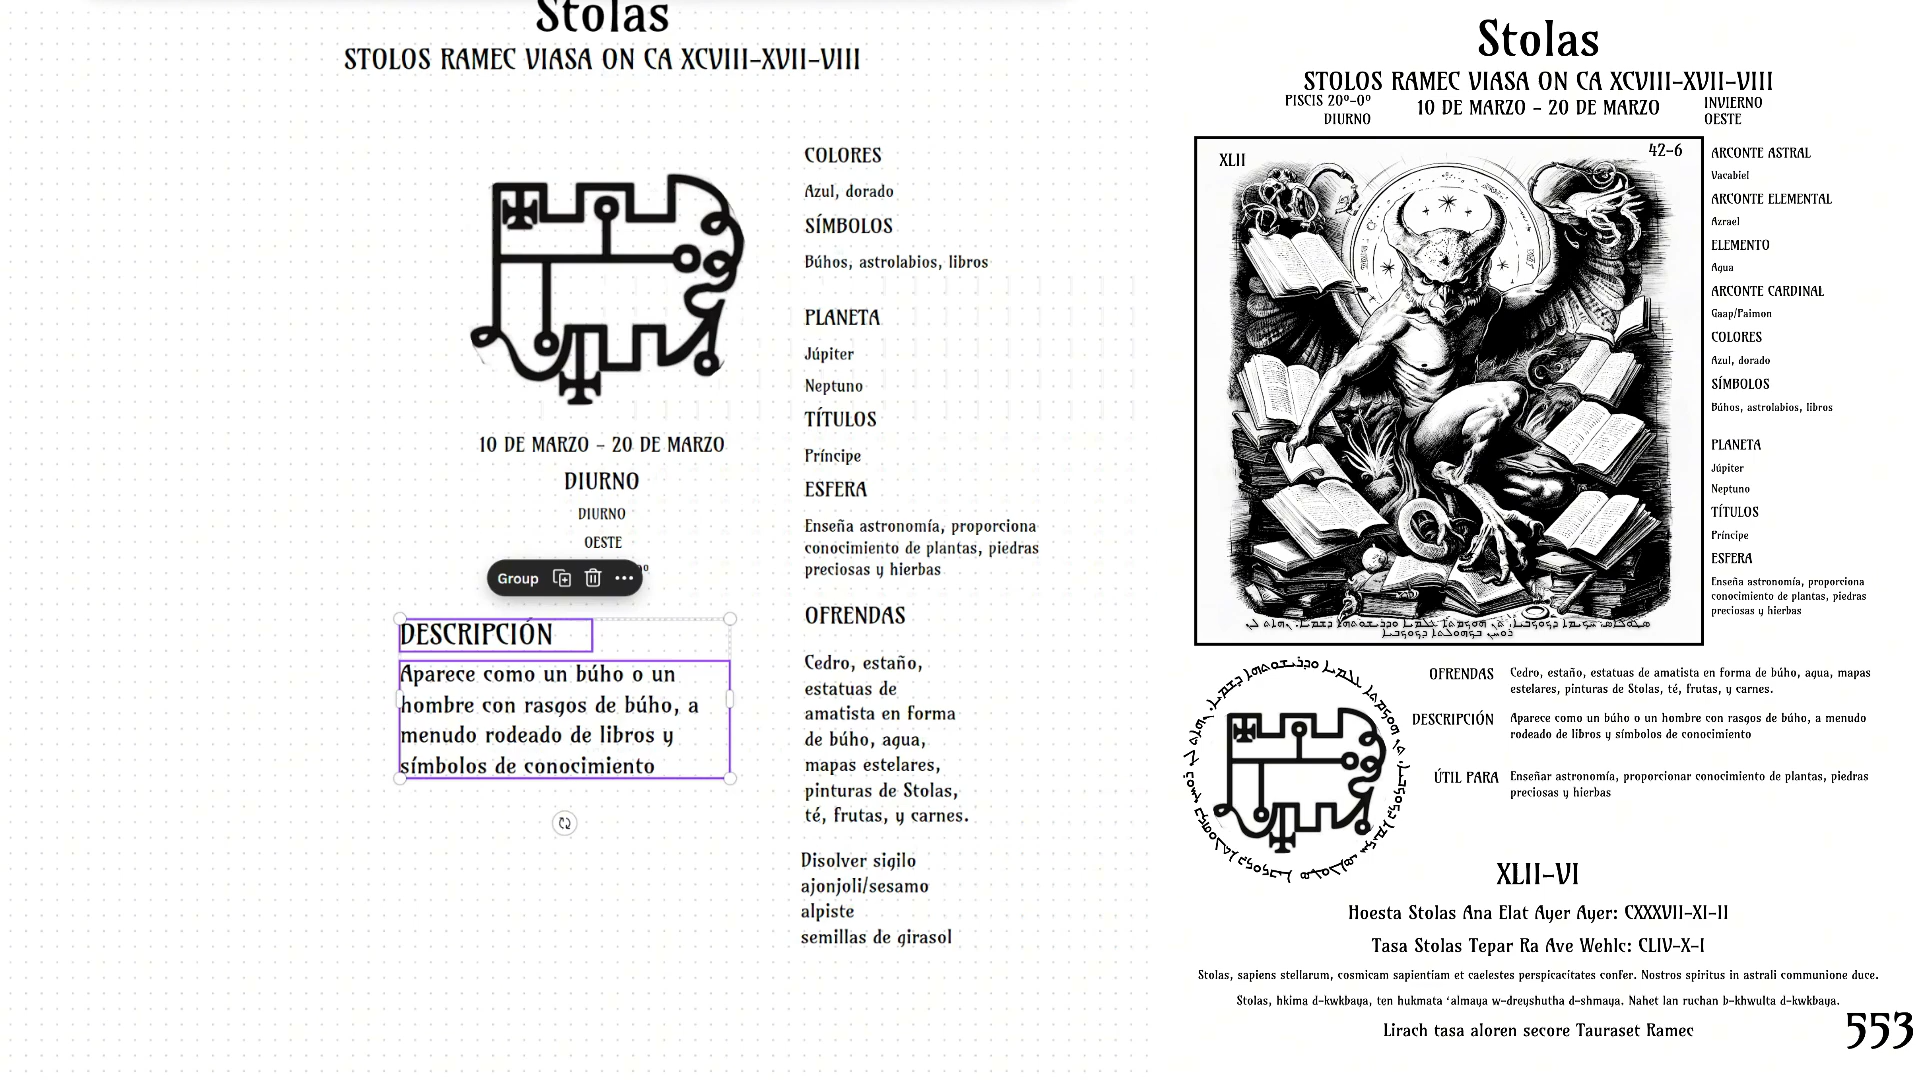 Stolas
STOLOS RAMEC VIASA ON CA XCVIII-XVII-VIII
COLORES
Azul, dorado
SÍMBOLOS
Búhos, astrolabios, libros
PLANETA
Júpiter
Neptuno
TÍTULOS
Príncipe
ESFERA
Enseña astronomía, proporciona
conocimiento de plantas, piedras
preciosas y hierbas
OFRENDAS
Cedro, estaño,
estatuas de
amatista en forma
de búho, agua,
mapas estelares,
pinturas de Stolas,
té, frutas, y carnes.
Disolver sigilo
ajonjoli/sesamo
alpiste
semillas de girasol
10 DE MARZO - 20 DE MARZO
DIURNO
DIURNO
OESTE
Group
DESCRIPCIÓN
Aparece como un búho o un
hombre con rasgos de búho, a
menudo rodeado de libros y
símbolos de conocimiento
Stolas
STOLOS RAMEC VIASA ON CA XCVIII-XVII-VIII
PISCIS 20º-0º
DIURNO
10 DE MARZO - 20 DE MARZO
INVIERNO
OESTE
XLII
42-6
ARCONTE ASTRAL
Vacabiel
ARCONTE ELEMENTAL
Azrael
ELEMENTO
Agua
ARCONTE CARDINAL
Gaap/Paimon
COLORES
Azul, dorado
SÍMBOLOS
Búhos, astrolabios, libros
PLANETA
Júpiter
Neptuno
TÍTULOS
Príncipe
ESFERA
Enseña astronomía, proporciona
conocimiento de plantas, piedras
preciosas y hierbas
OFRENDAS
Cedro, estaño, estatuas de amatista en forma de búho, agua, mapas
estelares, pinturas de Stolas, té, frutas, y carnes.
DESCRIPCIÓN
Aparece como un búho o un hombre con rasgos de búho, a menudo
rodeado de libros y símbolos de conocimiento
ÚTIL PARA
Enseñar astronomía, proporcionar conocimiento de plantas, piedras
preciosas y hierbas
XLII-VI
Hoesta Stolas Ana Elat Ayer Ayer: CXXXVII-XI-II
Tasa Stolas Tepar Ra Ave Wehlc: CLIV-X-I
Stolas, sapiens stellarum, cosmicam sapientiam et caelestes perspicacitates confer. Nostros spiritus in astrali communione duce.
Stolas, hkima d-kwkbaya, ten hukmata ʻalmaya w-dreyshutha d-shmaya. Nahet lan ruchan b-khwulta d-kwkbaya.
Lirach tasa aloren secore Tauraset Ramec
553